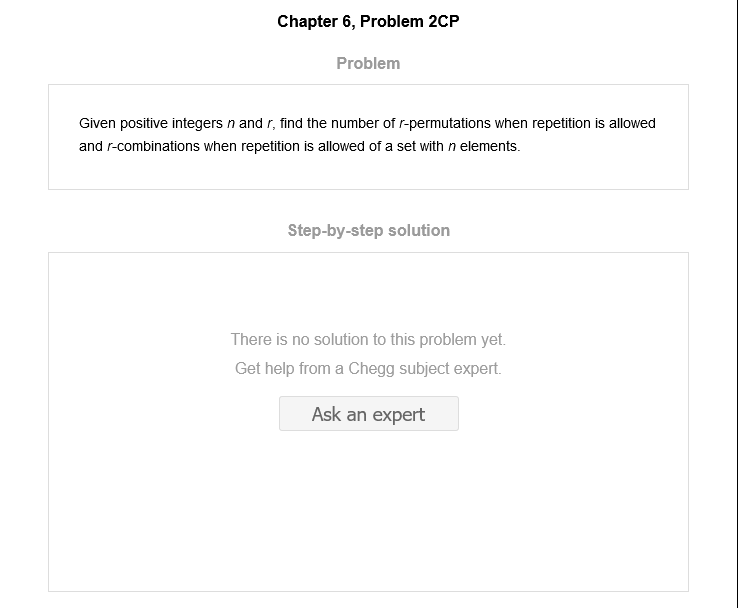 Chapter 6, Problem 2CP
Problem
Given positive integers n and r, find the number of r-permutations when repetition is allowed
and r-combinations when repetition is allowed of a set with n elements.
Step-by-step solution
There is no solution to this problem yet.
Get help from a Chegg subject expert.
Ask an expert